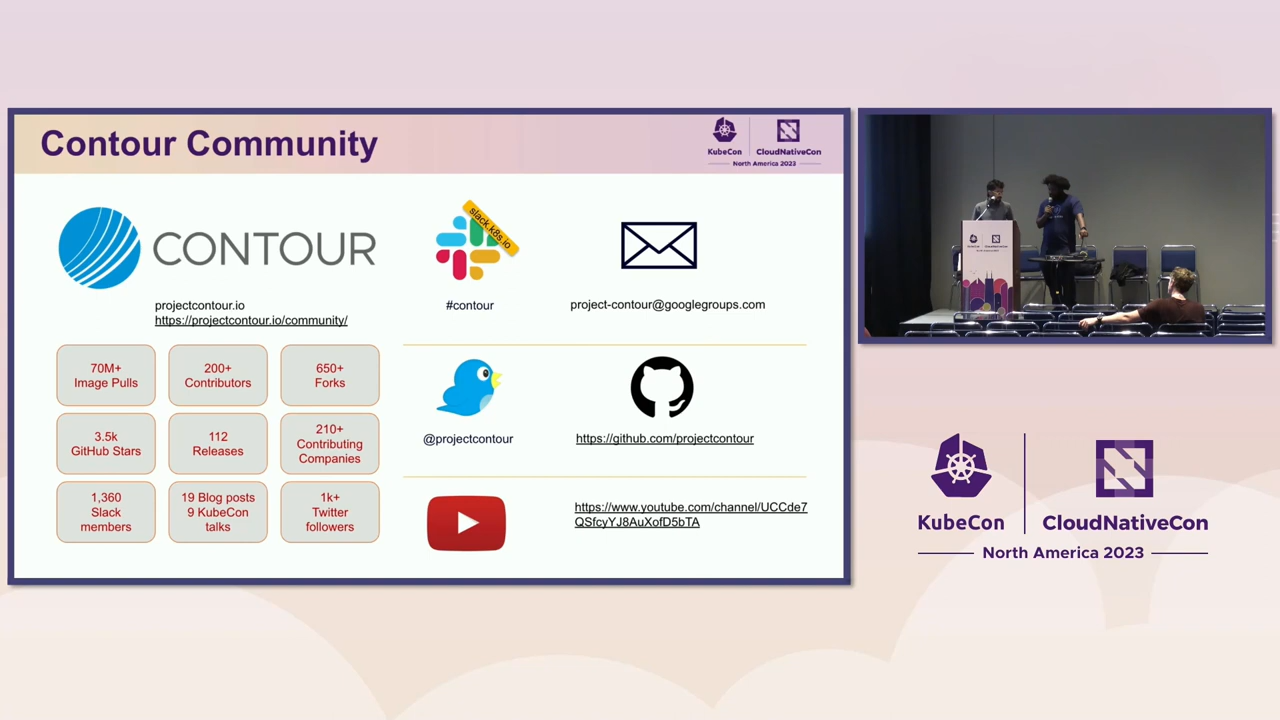 Contour Community
KubeCon
CloudNativeCon
North America 2023
CONTOUR
projectcontour.io
https://projectcontour.io/community/
slack.k8s.io
#contour
project-contour@googlegroups.com
70M+
Image Pulls
200+
Contributors
650+
Forks
3.5k
GitHub Stars
112
Releases
210+
Contributing
Companies
1,360
Slack
members
19 Blog posts
9 KubeCon
talks
1k+
Twitter
followers
@projectcontour
https://github.com/projectcontour
https://www.youtube.com/channel/UCCde7
QSfcyYJ8AuXofD5bTA
KubeCon
CloudNativeCon
North America 2023